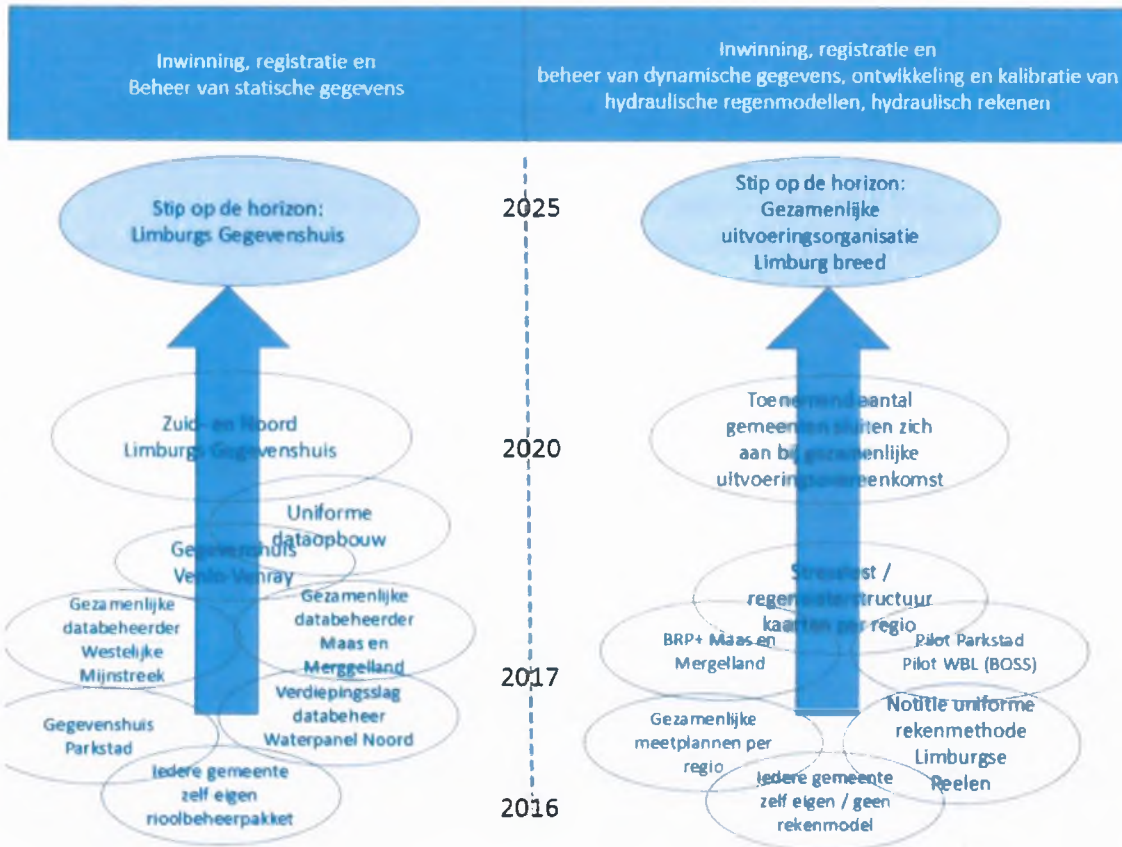 Inwinning, registratie en
Beheer van statische gegevens
Inwinning, registratie en
beheer van dynamische gegevens, ontwikkeling en kalibratie van
hydraulische regenmodellen, hydraulisch rekenen
Stip op de horizon:
Limburgs Gegevenshuis
2025
Stip op de horizon:
Gezamenlijke
uitvoeringsorganisatie
Limburg breed
Zuid- en Noord
Limburgs Gegevenshuis
2020
Toenemend aantal
gemeenten sluiten zich
aan bij gezamenlijke
uitvoeringsovereenkomst
Uniforme
dataopbouw
Gegevenshuis
Venlo-Venray
Gezamenlijke
databeheerder
Westelijke
Mijnstreek
Gezamenlijke
databeheerder
Maas en
Merggelland
Stresstest /
regenwaterstructuur
kaarten per regio
BRP+ Maas en
Mergelland
Pilot Parkstad
Pilot WBL (BOSS)
2017
Gegevenshuis
Parkstad
Verdiepingsslag
databeheer
Waterpanel Noord
Gezamenlijke
meetplannen per
regio
Notitie uniforme
rekenmethode
Limburgse
Peelen
Iedere gemeente
zelf eigen
rioolbeheerpakket
2016
Iedere gemeente
zelf eigen / geen
rekenmodel